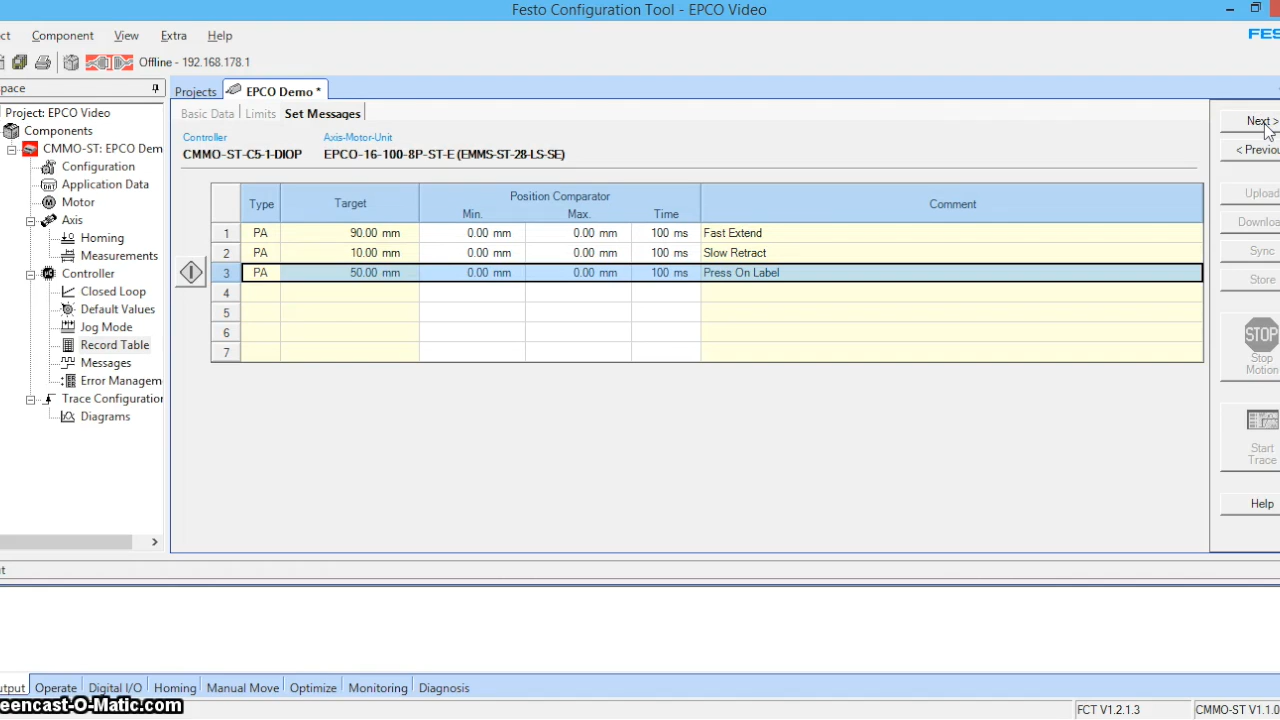 Festo Configuration Tool - EPCO Video
ct Component View Extra Help
FES
Offline - 192.168.178.1
pace
Projects EPCO Demo *
Project: EPCO Video
Components
CMMO-ST: EPCO Dem
Configuration
Application Data
Motor
Axis
Homing
Measurements
Controller
Closed Loop
Default Values
Jog Mode
Record Table
Messages
Error Managem
Trace Configuration
Diagrams
Basic Data Limits Set Messages
Controller Axis-Motor-Unit
CMMO-ST-C5-1-DIOP EPCO-16-100-8P-ST-E (EMMS-ST-28-LS-SE)
Type Target Position Comparator Comment
Min. Max. Time
1 PA 90.00 mm 0.00 mm 0.00 mm 100 ms Fast Extend
2 PA 10.00 mm 0.00 mm 0.00 mm 100 ms Slow Retract
3 PA 50.00 mm 0.00 mm 0.00 mm 100 ms Press On Label
4
5
6
7
Next >
< Previou
Upload
Downloa
Sync
Store
STOP
Stop
Motion
Start
Trace
Help
ut
utput Operate Digital I/O Homing Manual Move Optimize Monitoring Diagnosis
eencast-O-Matic.com
FCT V1.2.1.3 CMMO-ST V1.1.0